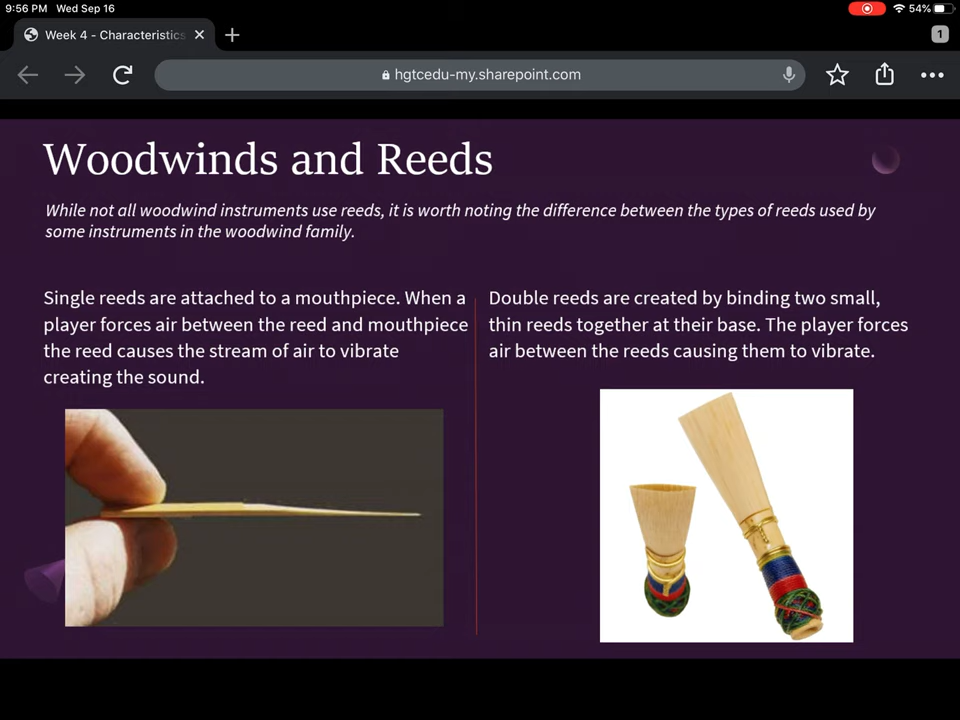 9:56 PM Wed Sep 16
54%
Week 4 - Characteristics
1
hgtcedu-my.sharepoint.com
Woodwinds and Reeds
While not all woodwind instruments use reeds, it is worth noting the difference between the types of reeds used by
some instruments in the woodwind family.
Single reeds are attached to a mouthpiece. When a
player forces air between the reed and mouthpiece
the reed causes the stream of air to vibrate
creating the sound.
Double reeds are created by binding two small,
thin reeds together at their base. The player forces
air between the reeds causing them to vibrate.